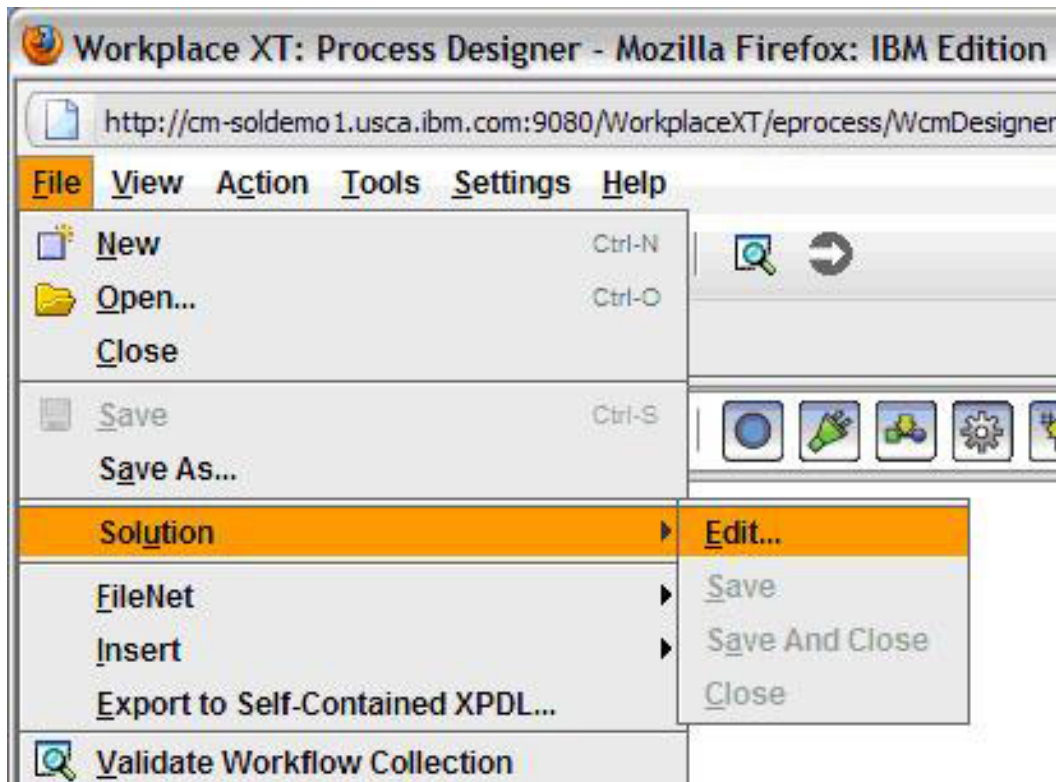 Workplace XT: Process Designer - Mozilla Firefox: IBM Edition
http://cm-soldemo1.usca.ibm.com:9080/WorkplaceXT/eprocess/WcmDesigner
File View Action Tools Settings Help
New Ctrl-N
Open... Ctrl-O
Close
Save Ctrl-S
Save As...
Solution
Edit...
Save
Save And Close
Close
FileNet
Insert
Export to Self-Contained XPDL...
Validate Workflow Collection